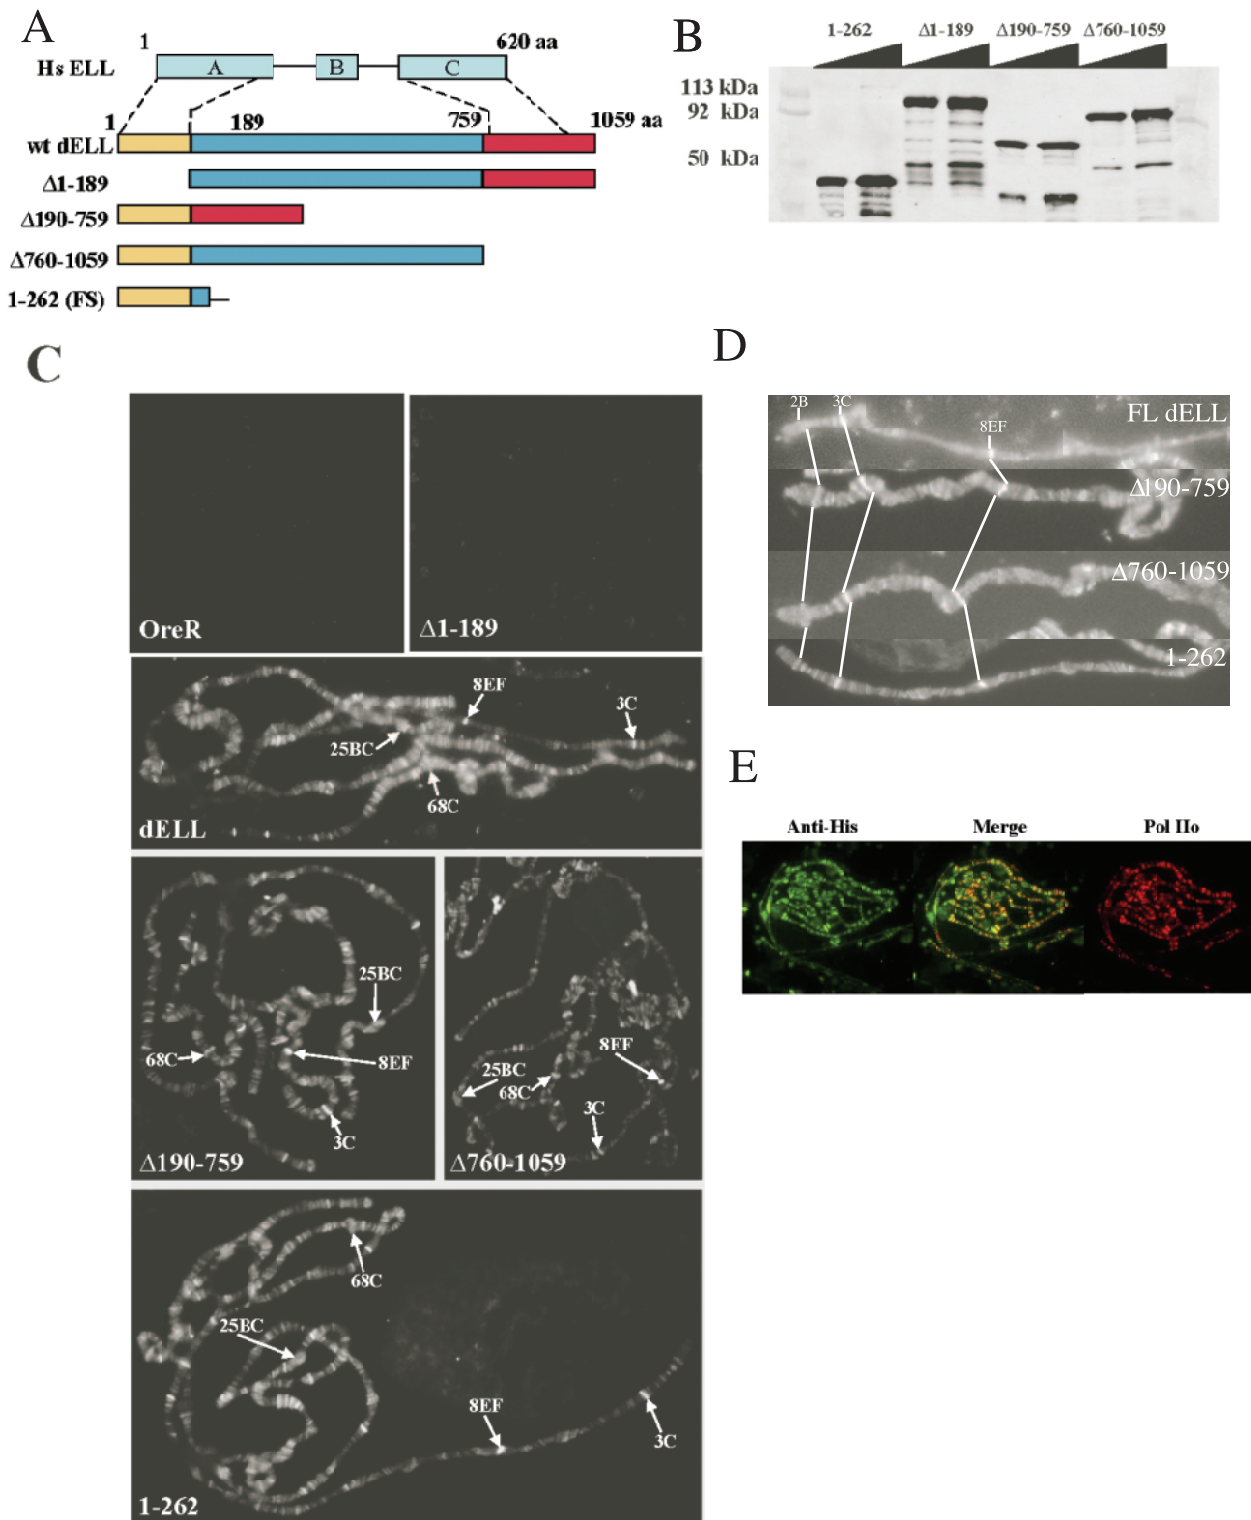 A
1
620 aa
Hs ELL
A
B
C
1
189
759
1059 aa
wt dELL
Δ1-189
Δ190-759
Δ760-1059
1-262 (FS)
B
1-262
Δ1-189
Δ190-759
Δ760-1059
113 kDa
92 kDa
50 kDa
C
OreR
Δ1-189
8EF
3C
25BC
68C
dELL
25BC
68C
8EF
3C
Δ190-759
8EF
25BC
68C
3C
Δ760-1059
68C
25BC
8EF
3C
1-262
D
2B
3C
8EF
FL dELL
Δ190-759
Δ760-1059
1-262
E
Anti-His
Merge
Pol IIo